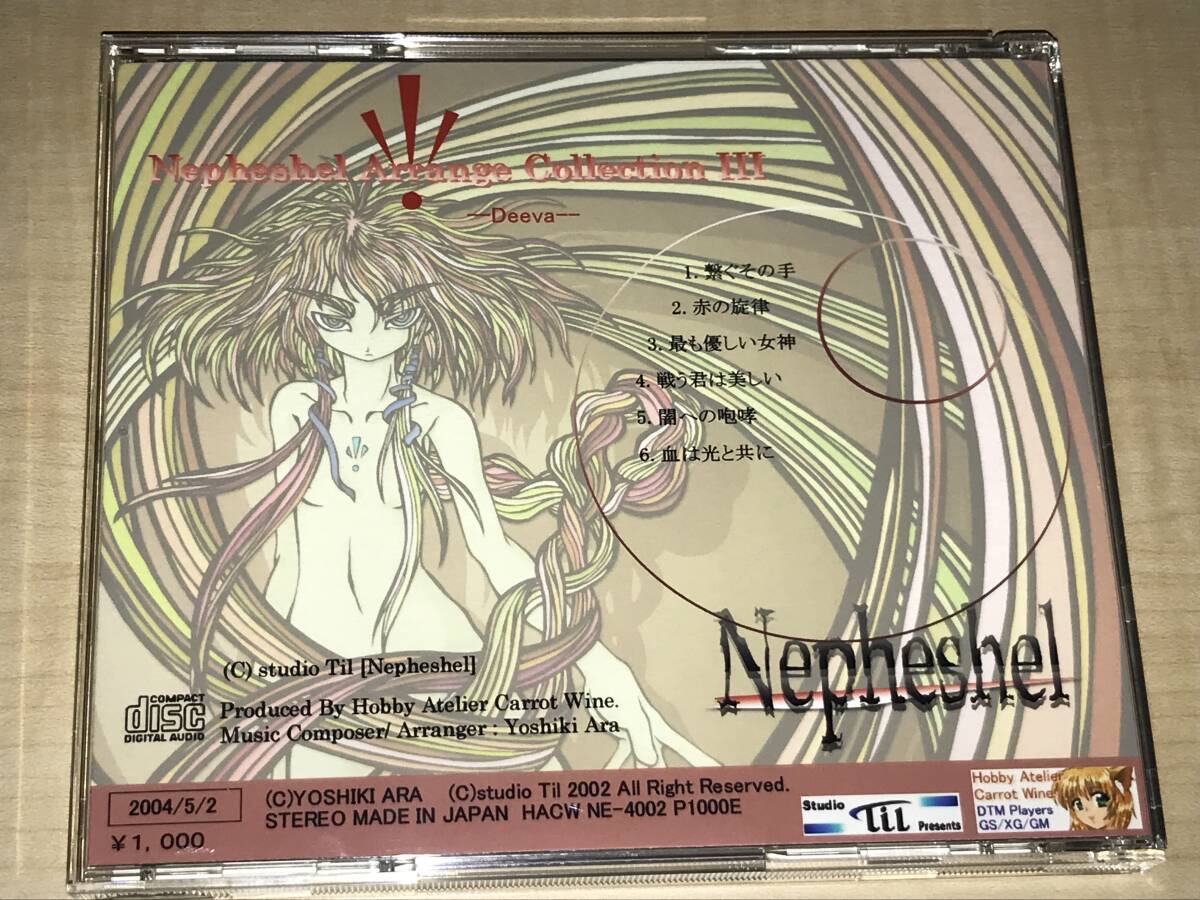 Nepheshel Arrange Collection III
--Deeva--
1. 繋ぐその手
2. 赤の旋律
3. 最も優しい女神
4. 戦う君は美しい
5. 闇への咆哮
6. 血は光と共に
Nepheshel
(C) studio Til [Nepheshel]
COMPACT
disc
DIGITAL AUDIO
Produced By Hobby Atelier Carrot Wine.
Music Composer/ Arranger : Yoshiki Ara
2004/5/2
¥1,000
(C)YOSHIKI ARA (C)studio Til 2002 All Right Reserved.
STEREO MADE IN JAPAN HACW NE-4002 P1000E
Studio
Til
Presents
Hobby Atelier
Carrot Wine
DTM Players
GS/XG/GM